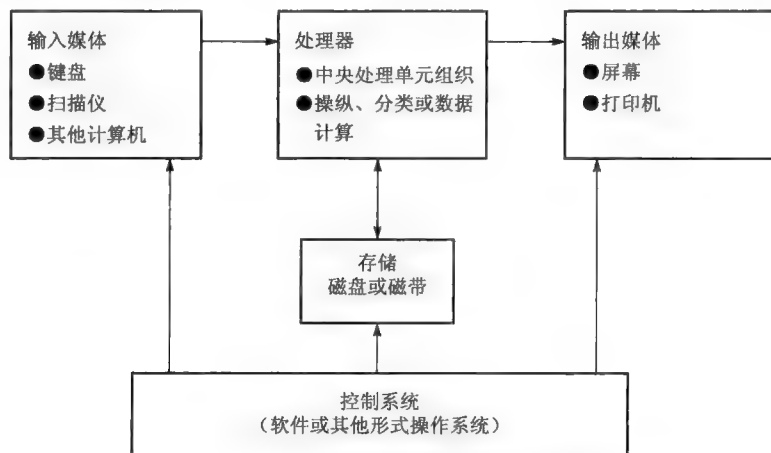 输入媒体
●键盘
●扫描仪
●其他计算机
处理器
●中央处理单元组织
●操纵、分类或数据
计算
输出媒体
●屏幕
●打印机
存储
磁盘或磁带
控制系统
（软件或其他形式操作系统）